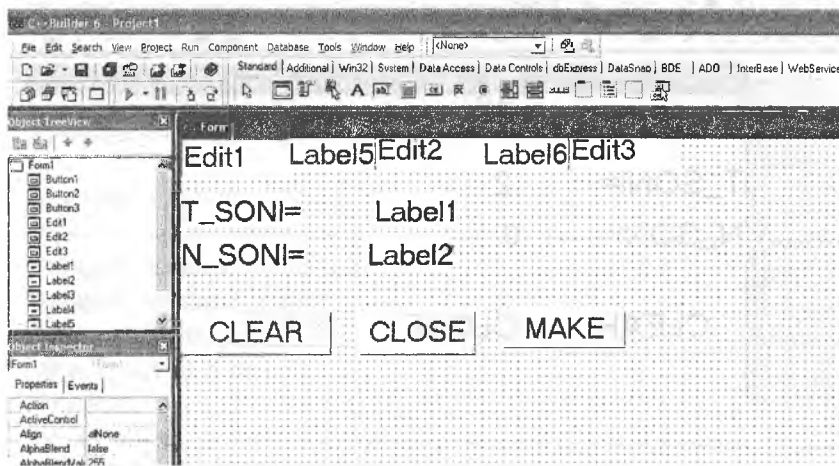 C++Builder 6 - Project1
File Edit Search View Project Run Component Database Tools Window Help <None>
Standard Additional Win32 System Data Access Data Controls dbExpress DataSnap BDE ADO InterBase WebService
Object TreeView
Form1
Button1
Button2
Button3
Edit1
Edit2
Edit3
Label1
Label2
Label3
Label4
Label5
Form
Edit1 Label5 Edit2 Label6 Edit3
T_SONI= Label1
N_SONI= Label2
CLEAR CLOSE MAKE
Object Inspector
Form1
Properties Events
Action
ActiveControl
Align alNone
AlphaBlend false
AlphaBlendVal 255